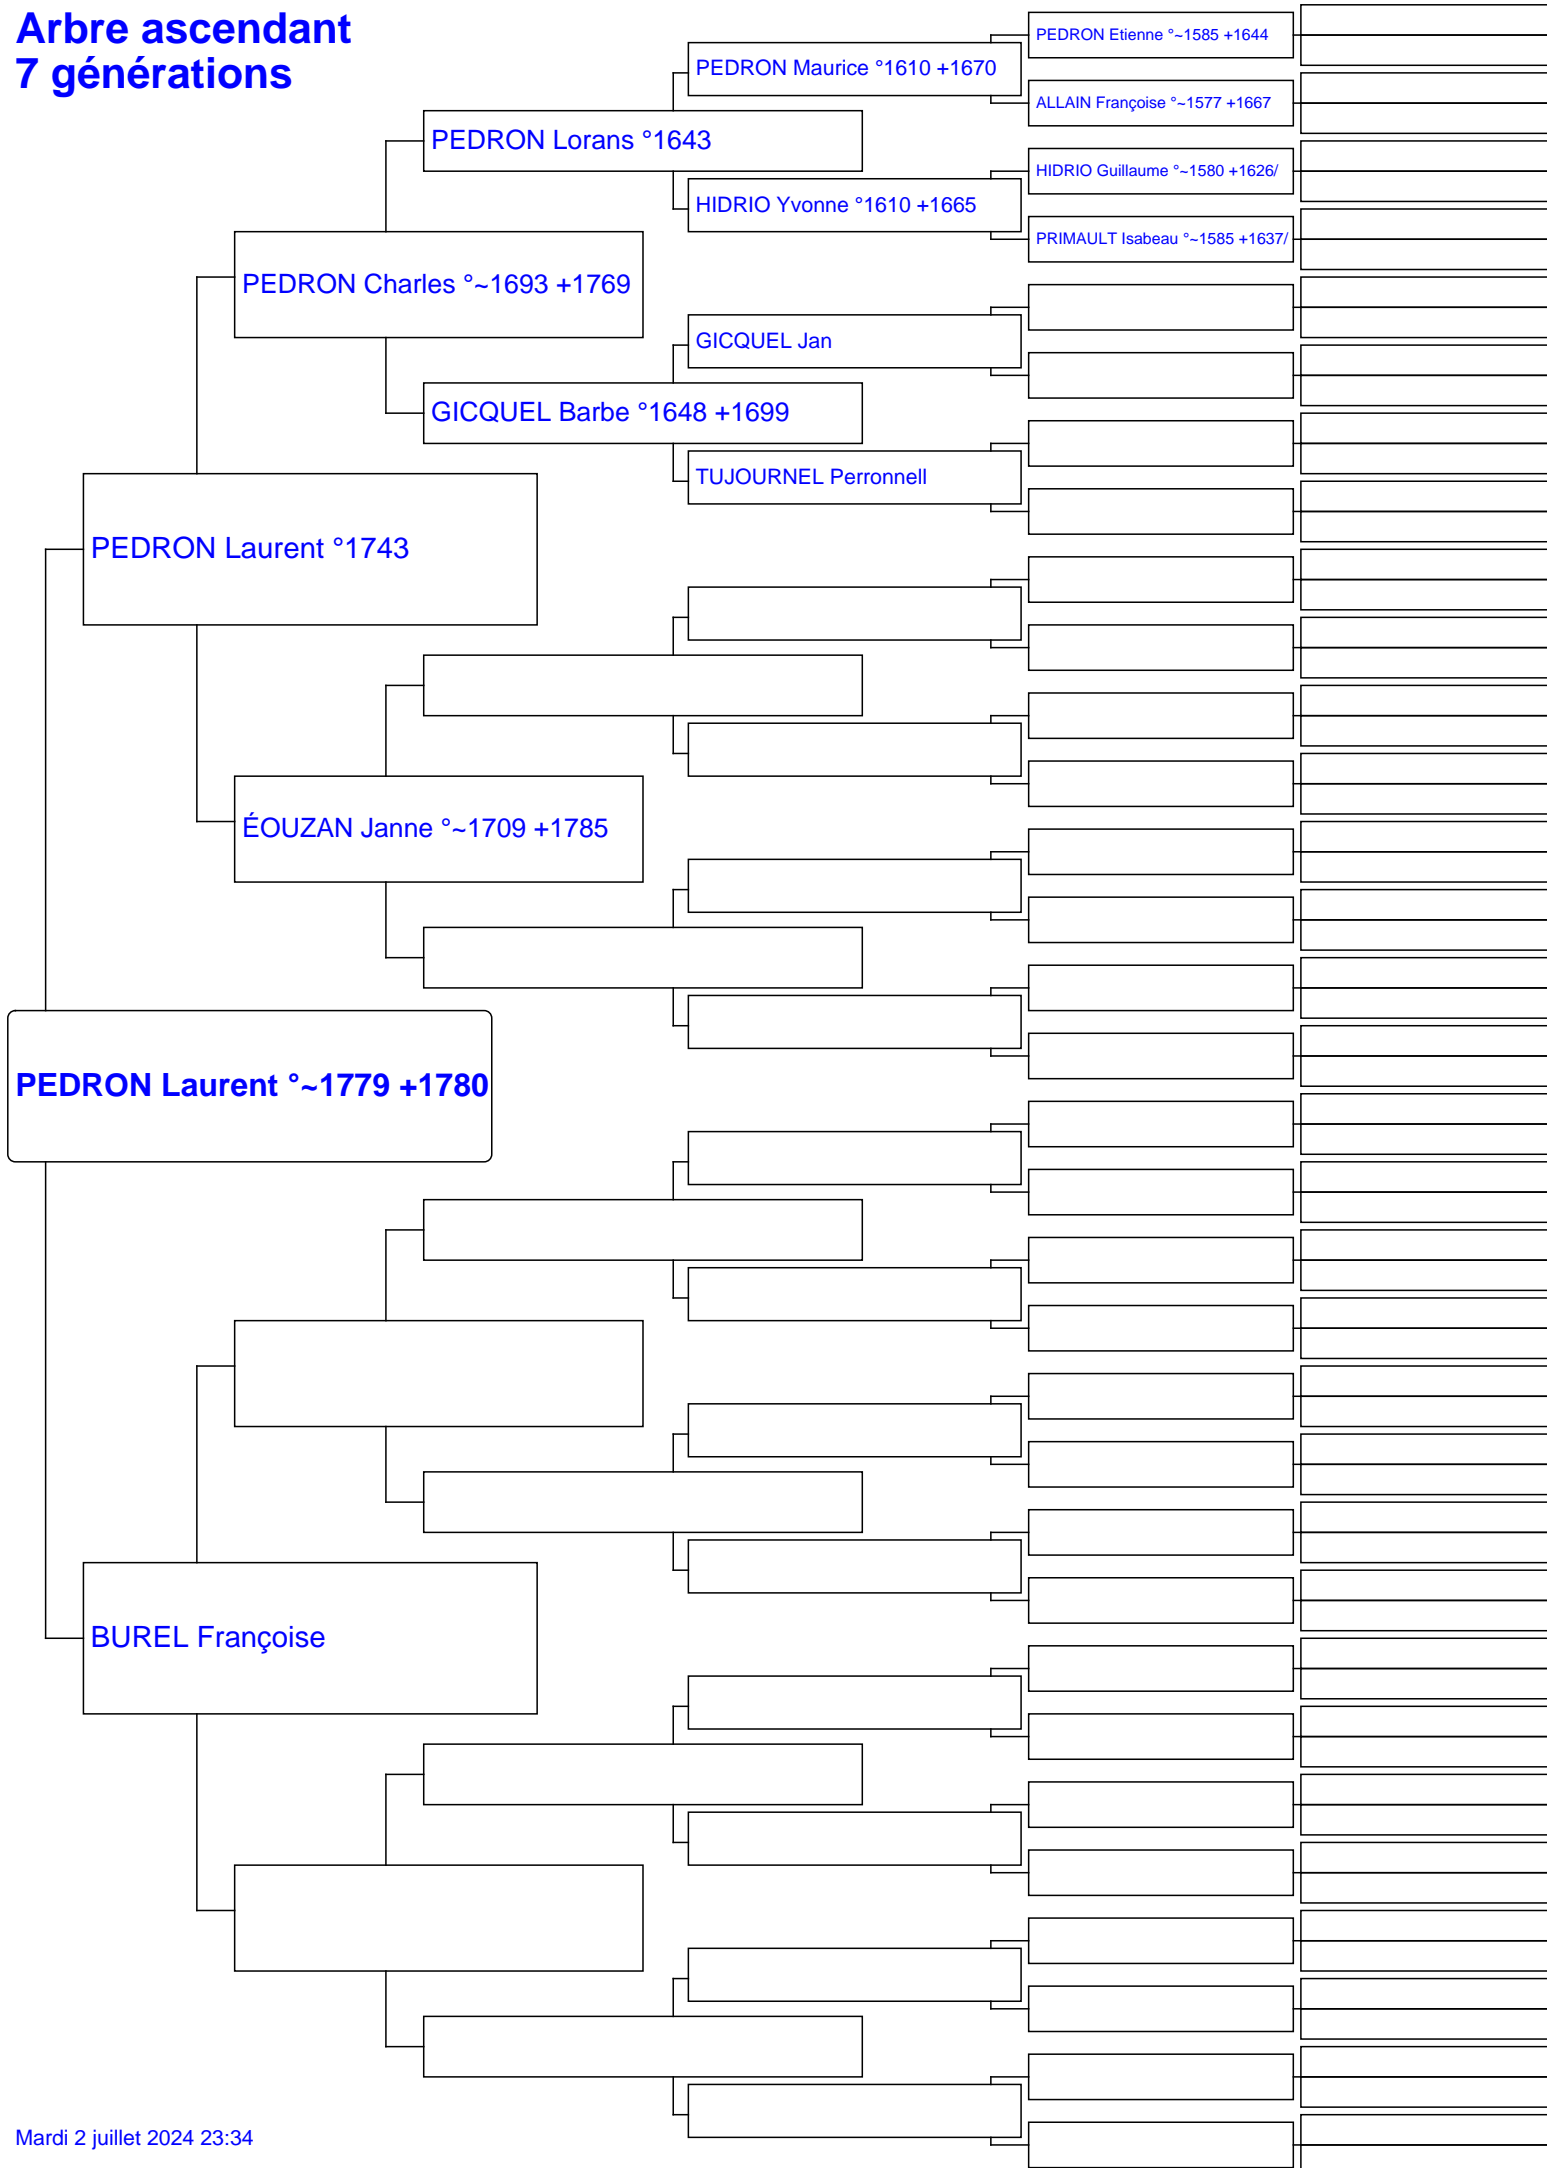 Arbre ascendant
7 générations
PEDRON Etienne °~1585 +1644
PEDRON Maurice °1610 +1670
ALLAIN Françoise °~1577 +1667
PEDRON Lorans °1643
HIDRIO Guillaume °~1580 +1626/
HIDRIO Yvonne °1610 +1665
PRIMAULT Isabeau °~1585 +1637/
PEDRON Charles °~1693 +1769
GICQUEL Jan
GICQUEL Barbe °1648 +1699
TUJOURNEL Perronnell
PEDRON Laurent °1743
ÉOUZAN Janne °~1709 +1785
PEDRON Laurent °~1779 +1780
BUREL Françoise
Mardi 2 juillet 2024 23:34